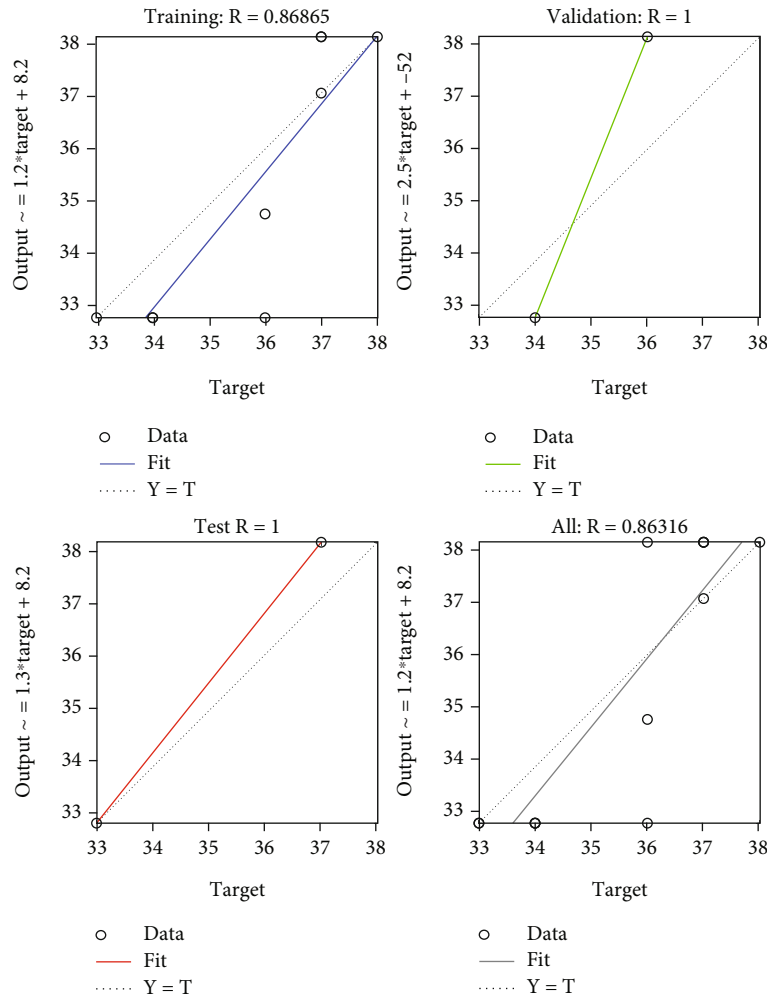 Training: R = 0.86865
Output ~ = 1.2*target + 8.2
38
37
36
35
34
33
33 34 35 36 37 38
Target
Data
Fit
Y = T
Validation: R = 1
Output ~ = 2.5*target + −52
38
37
36
35
34
33
33 34 35 36 37 38
Target
Data
Fit
Y = T
Test R = 1
Output ~ = 1.3*target + 8.2
38
37
36
35
34
33
33 34 35 36 37 38
Target
Data
Fit
Y = T
All: R = 0.86316
Output ~ = 1.2*target + 8.2
38
37
36
35
34
33
33 34 35 36 37 38
Target
Data
Fit
Y = T